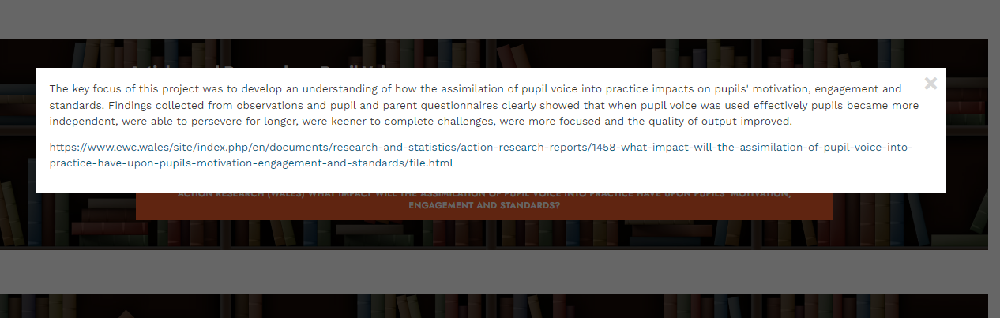 The key focus of this project was to develop an understanding of how the assimilation of pupil voice into practice impacts on pupils' motivation, engagement and
standards. Findings collected from observations and pupil and parent questionnaires clearly showed that when pupil voice was used effectively pupils became more
independent, were able to persevere for longer, were keener to complete challenges, were more focused and the quality of output improved.
https://www.ewc.wales/site/index.php/en/documents/research-and-statistics/action-research-reports/1458-what-impact-will-the-assimilation-of-pupil-voice-into-
practice-have-upon-pupils-motivation-engagement-and-standards/file.html
ACTION RESEARCH (WALES) WHAT IMPACT WILL THE ASSIMILATION OF PUPIL VOICE INTO PRACTICE HAVE UPON PUPILS' MOTIVATION,
ENGAGEMENT AND STANDARDS?